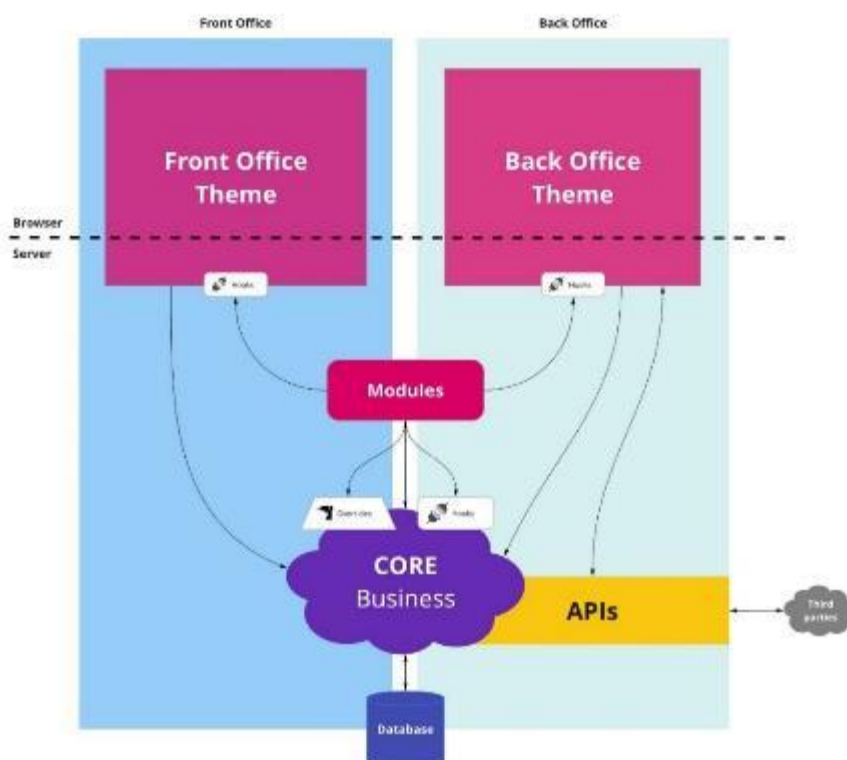 Front Office
Back Office
Front Office
Theme
Back Office
Theme
Browser
Server
Hooks
Hooks
Modules
Overrides
Hooks
CORE
Business
APIs
Third
parties
Database